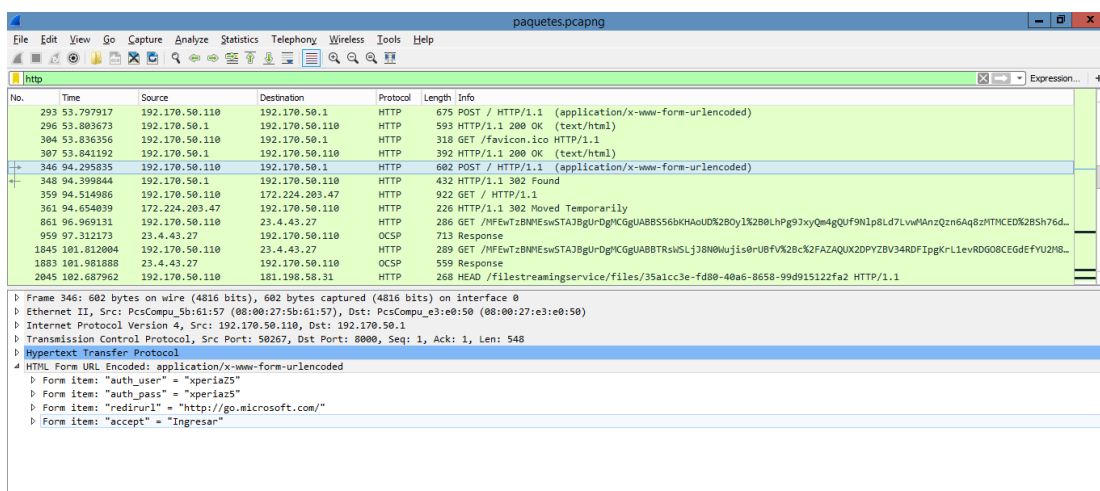 paquetes.pcapng
File Edit View Go Capture Analyze Statistics Telephony Wireless Tools Help
http Expression... +
No. Time Source Destination Protocol Length Info
293 53.797917 192.170.50.110 192.170.50.1 HTTP 675 POST / HTTP/1.1 (application/x-www-form-urlencoded)
296 53.803673 192.170.50.1 192.170.50.110 HTTP 593 HTTP/1.1 200 OK (text/html)
304 53.836356 192.170.50.110 192.170.50.1 HTTP 318 GET /favicon.ico HTTP/1.1
307 53.841192 192.170.50.1 192.170.50.110 HTTP 392 HTTP/1.1 200 OK (text/html)
346 94.295835 192.170.50.110 192.170.50.1 HTTP 602 POST / HTTP/1.1 (application/x-www-form-urlencoded)
348 94.399844 192.170.50.1 192.170.50.110 HTTP 432 HTTP/1.1 302 Found
359 94.514986 192.170.50.110 172.224.203.47 HTTP 922 GET / HTTP/1.1
361 94.654039 172.224.203.47 192.170.50.110 HTTP 226 HTTP/1.1 302 Moved Temporarily
861 96.969131 192.170.50.110 23.4.43.27 HTTP 286 GET /MFEwTzBNMEswSTAJBgUrDgMCGgUABBS56bKHAoUD%2BOyl%2B0LhPg9JxyQm4gQUf9Nlp8Ld7LvwMAnzQzn6Aq8zMTMCED%2BSh76d…
959 97.312173 23.4.43.27 192.170.50.110 OCSP 713 Response
1845 101.812004 192.170.50.110 23.4.43.27 HTTP 289 GET /MFEwTzBNMEswSTAJBgUrDgMCGgUABBTRsWSLjJ8N0Wujis0rUBfV%2Bc%2FAZAQUX2DPYZBV34RDFIpgKrL1evRDGO8CEGdEfYU2M8…
1883 101.981888 23.4.43.27 192.170.50.110 OCSP 559 Response
2045 102.687962 192.170.50.110 181.198.58.31 HTTP 268 HEAD /filestreamingservice/files/35a1cc3e-fd80-40a6-8658-99d915122fa2 HTTP/1.1
Frame 346: 602 bytes on wire (4816 bits), 602 bytes captured (4816 bits) on interface 0
Ethernet II, Src: PcsCompu_5b:61:57 (08:00:27:5b:61:57), Dst: PcsCompu_e3:e0:50 (08:00:27:e3:e0:50)
Internet Protocol Version 4, Src: 192.170.50.110, Dst: 192.170.50.1
Transmission Control Protocol, Src Port: 50267, Dst Port: 8000, Seq: 1, Ack: 1, Len: 548
Hypertext Transfer Protocol
HTML Form URL Encoded: application/x-www-form-urlencoded
Form item: "auth_user" = "xperiaZ5"
Form item: "auth_pass" = "xperiaz5"
Form item: "redirurl" = "http://go.microsoft.com/"
Form item: "accept" = "Ingresar"